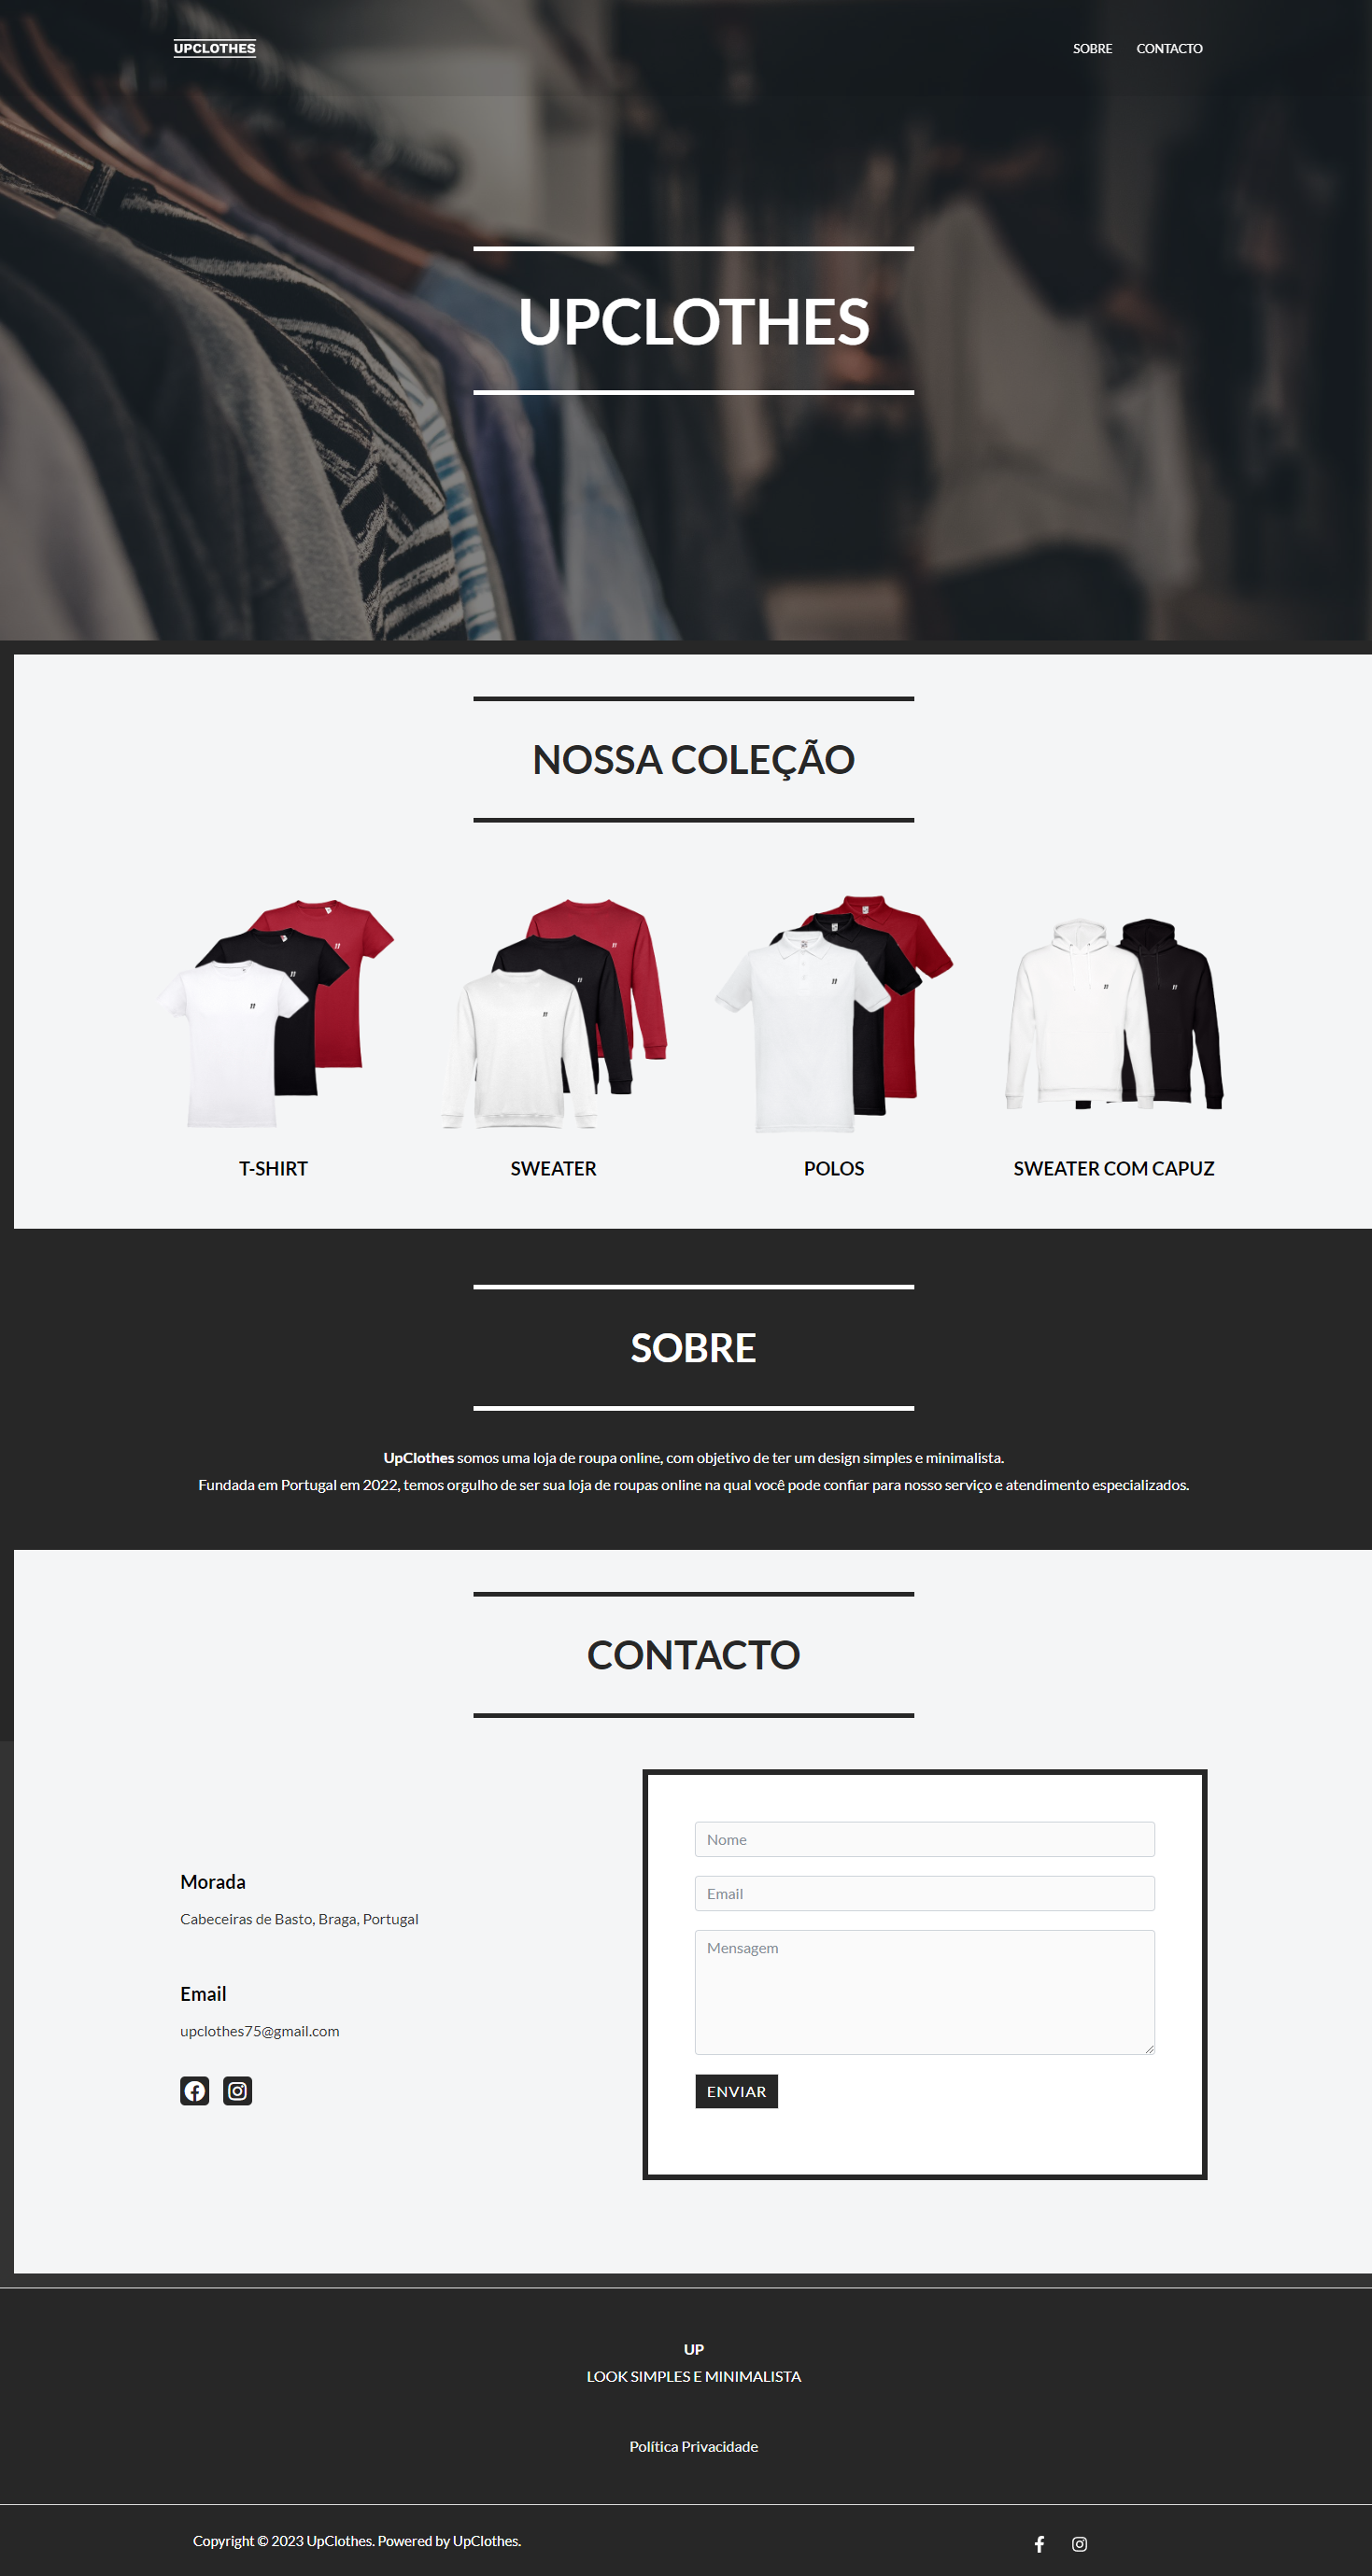 UPCLOTHES
SOBRE CONTACTO
UPCLOTHES
NOSSA COLEÇÃO
T-SHIRT
SWEATER
POLOS
SWEATER COM CAPUZ
SOBRE
UpClothes somos uma loja de roupa online, com objetivo de ter um design simples e minimalista.
Fundada em Portugal em 2022, temos orgulho de ser sua loja de roupas online na qual você pode confiar para nosso serviço e atendimento especializados.
CONTACTO
Morada
Cabeceiras de Basto, Braga, Portugal
Email
upclothes75@gmail.com
Nome
Email
Mensagem
ENVIAR
UP
LOOK SIMPLES E MINIMALISTA
Política Privacidade
Copyright © 2023 UpClothes. Powered by UpClothes.